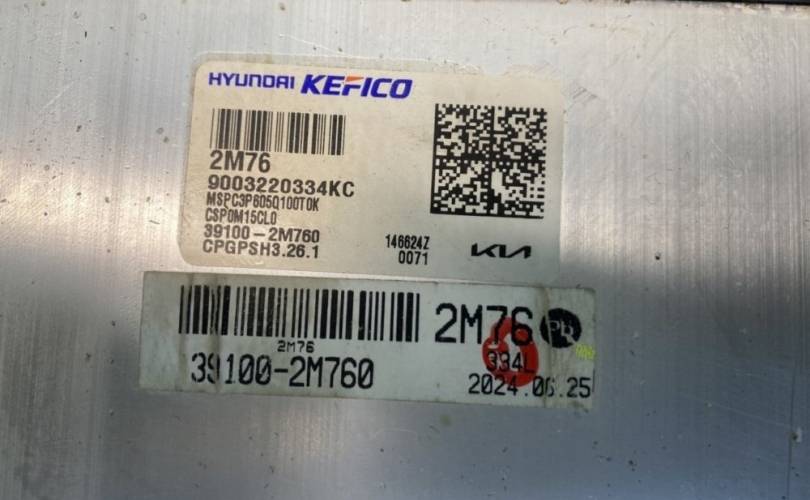 HYUNDAI KEFICO
2M76
9003220334KC
MSPC3P605Q100T0K
CSP0M15CL0
39100-2M760
CPGPSH3.26.1
146624Z
0071
KIA
2M76
2M76
39100-2M760
334L
2024.06.25